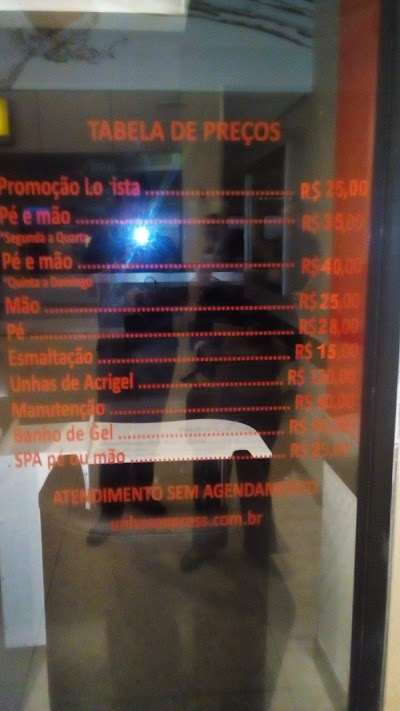 TABELA DE PREÇOS
Promoção Lo ista ........................ R$ 25,00
Pé e mão ........................ R$ 35,00
*Segunda a Quarta
Pé e mão ........................ R$ 40,00
*Quinta a Domingo
Mão ........................ R$ 25,00
Pé ........................ R$ 28,00
Esmaltação ........................ R$ 15,00
Unhas de Acrigel ........................ R$
Manutenção ........................ R$
Banho de Gel ........................ R$
SPA pé ou mão ........................ R$
ATENDIMENTO SEM AGENDAMENTO